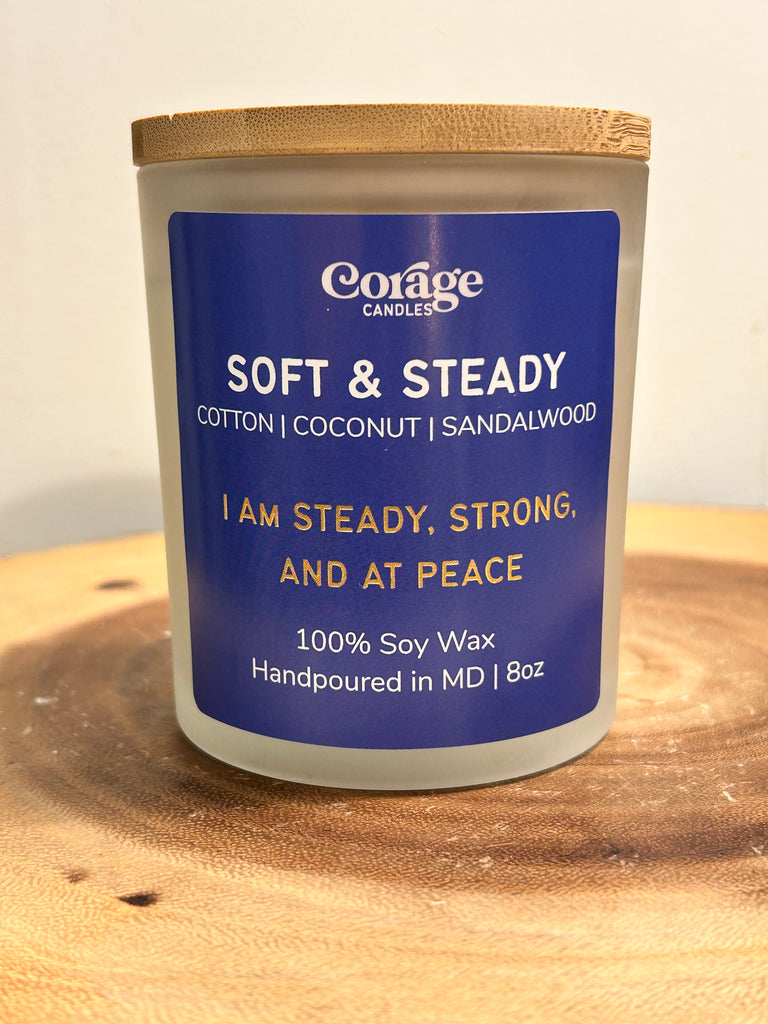 Corage
CANDLES
SOFT & STEADY
COTTON | COCONUT | SANDALWOOD
I AM STEADY, STRONG,
AND AT PEACE
100% Soy Wax
Handpoured in MD | 8oz